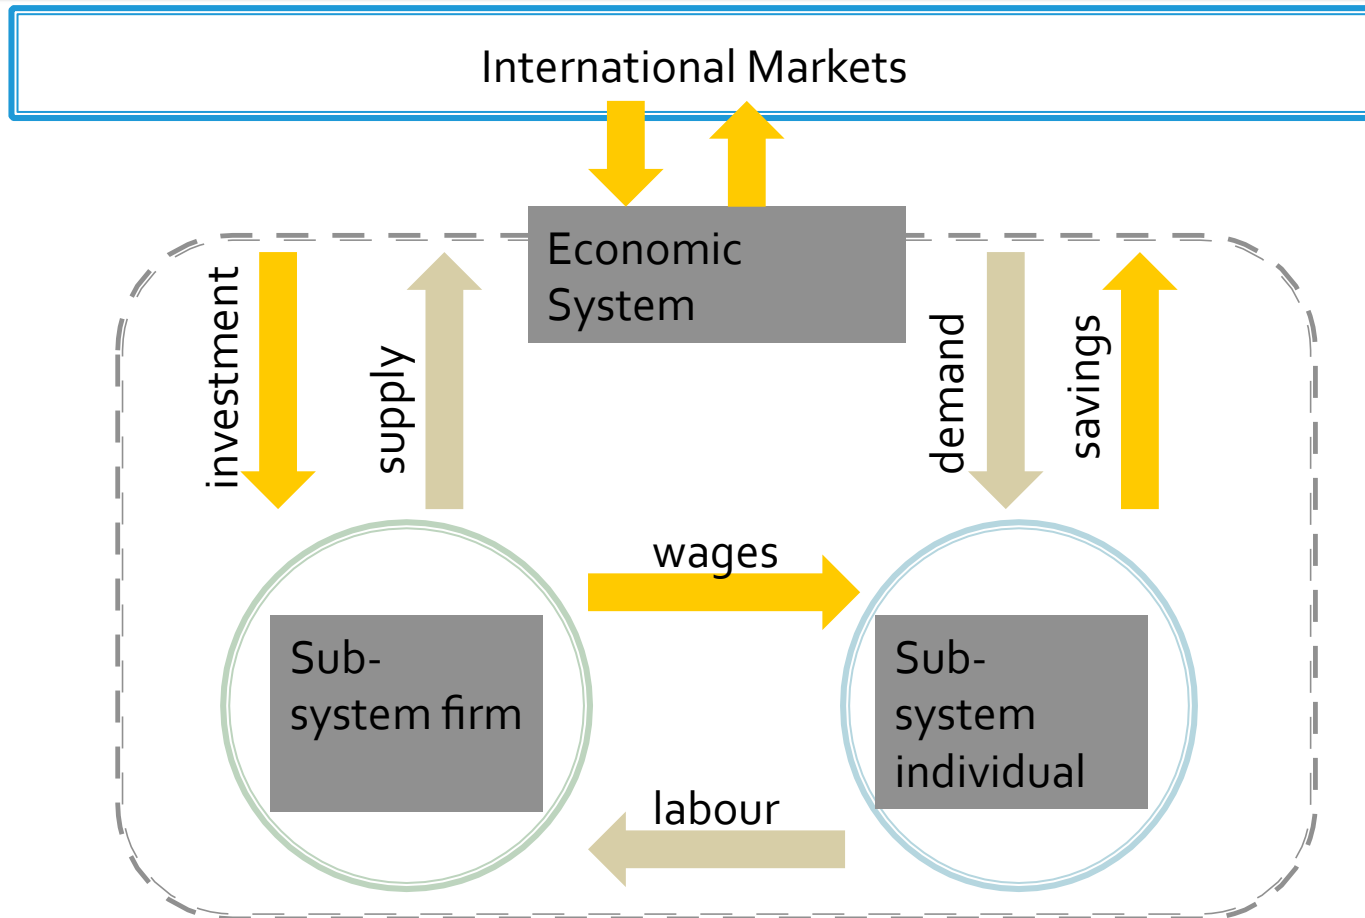 International Markets
Economic
System
investment
supply
demand
savings
wages
Sub-
system firm
Sub-
system
individual
labour